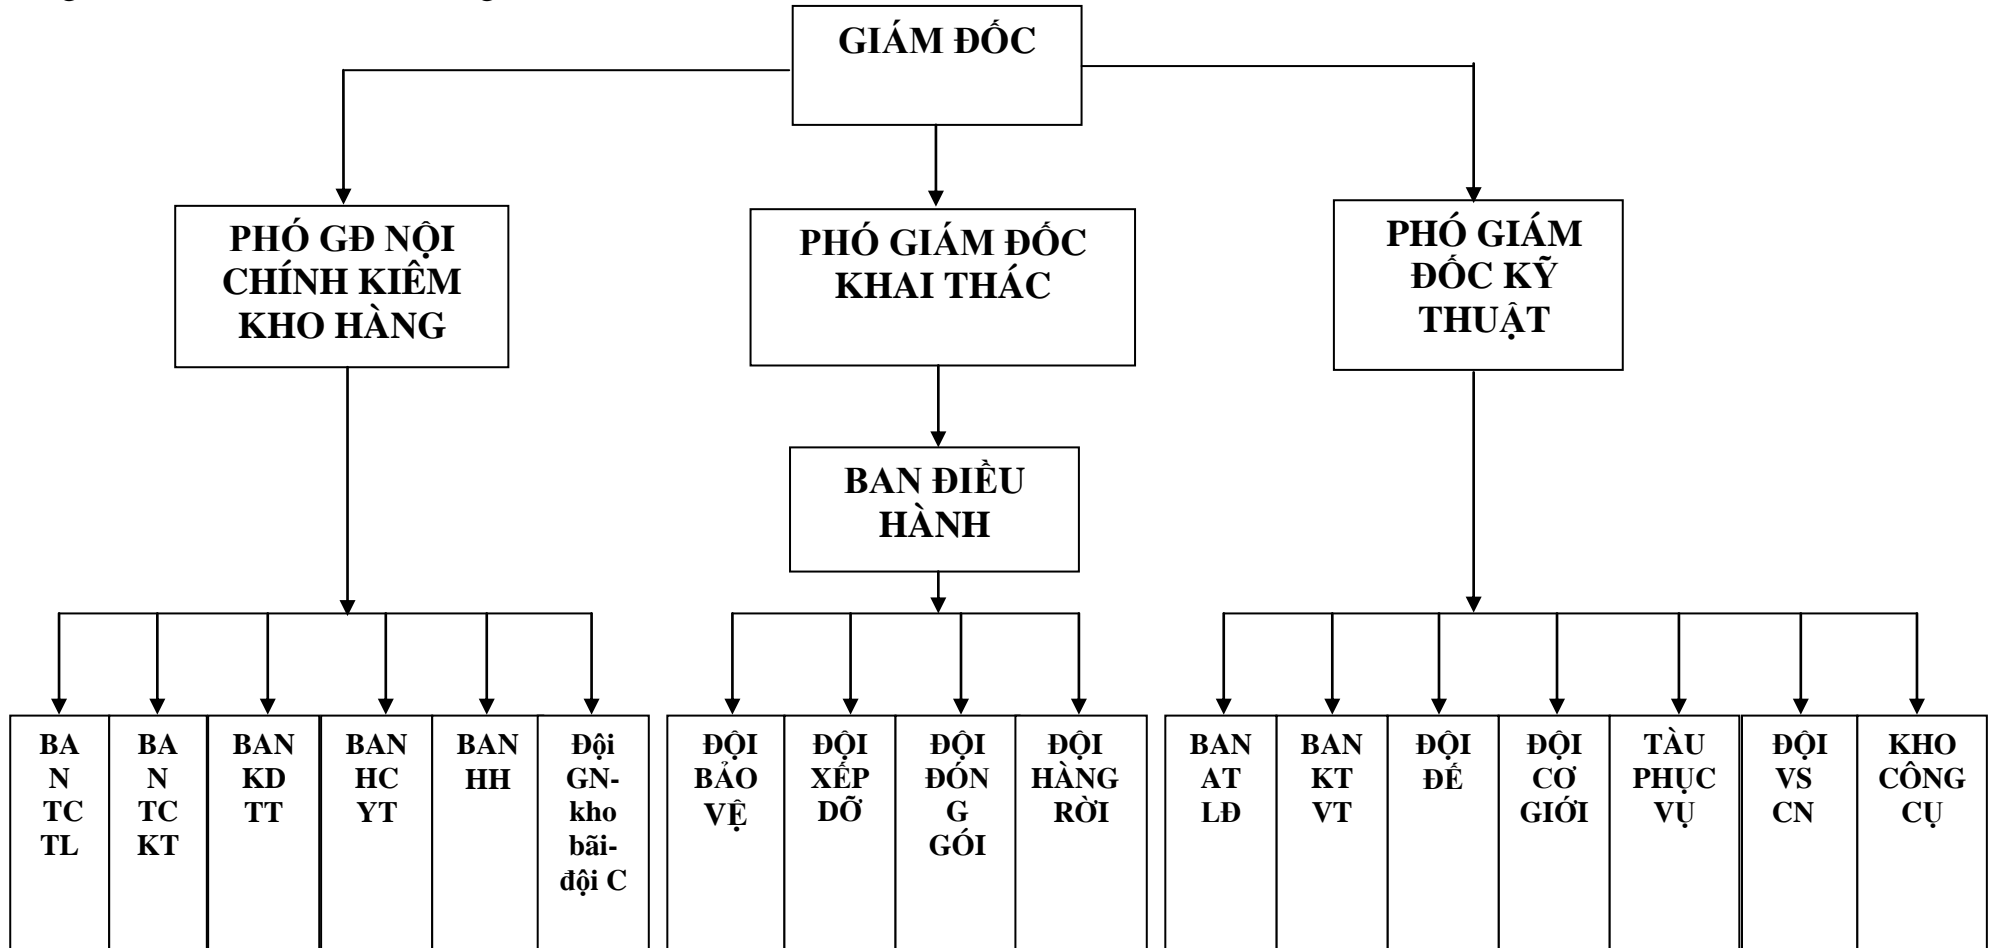 GIÁM ĐỐC
PHÓ GĐ NỘI
CHÍNH KIÊM
KHO HÀNG
PHÓ GIÁM ĐỐC
KHAI THÁC
PHÓ GIÁM
ĐỐC KỸ
THUẬT
BAN ĐIỀU
HÀNH
BA
N
TC
TL
BA
N
TC
KT
BAN
KD
TT
BAN
HC
YT
BAN
HH
Đội
GN-
kho
bãi-
đội C
ĐỘI
BẢO
VỆ
ĐỘI
XẾP
DỠ
ĐỘI
ĐÓN
G
GÓI
ĐỘI
HÀNG
RỜI
BAN
AT
LĐ
BAN
KT
VT
ĐỘI
ĐẾ
ĐỘI
CƠ
GIỚI
TÀU
PHỤC
VỤ
ĐỘI
VS
CN
KHO
CÔNG
CỤ